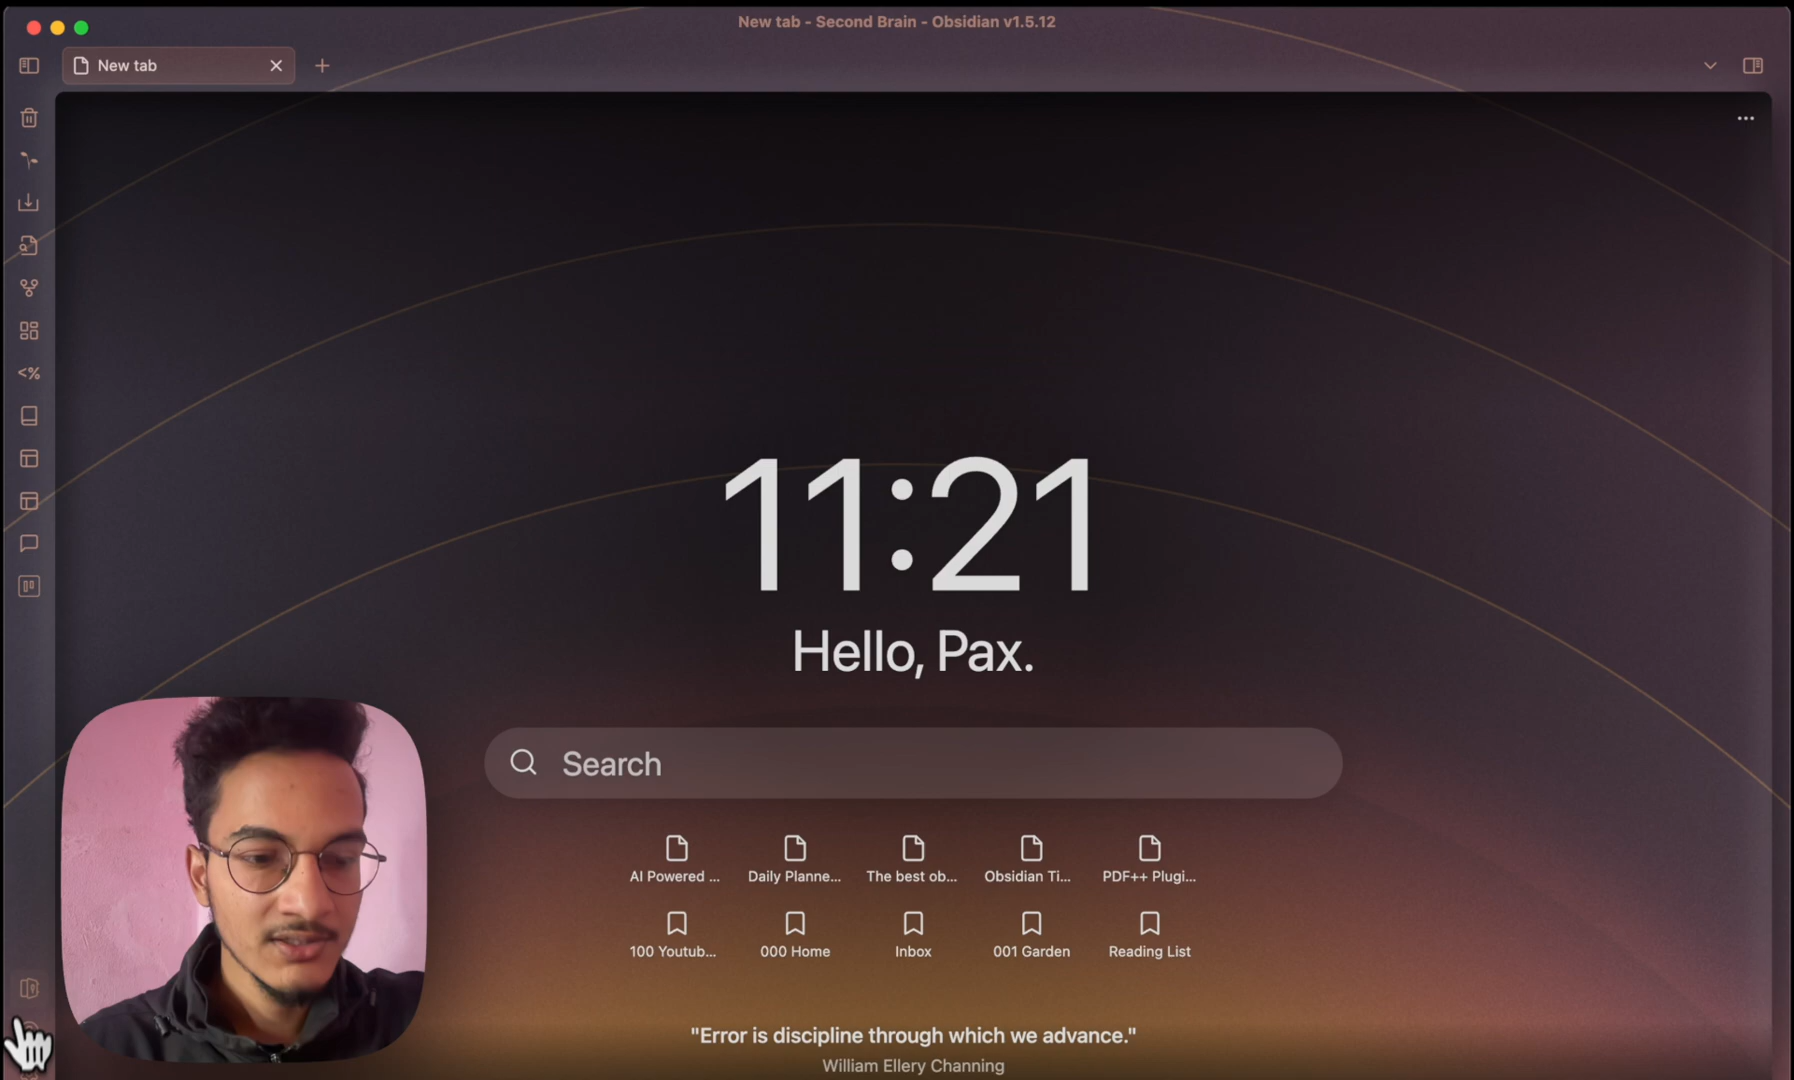 New tab - Second Brain - Obsidian v1.5.12
New tab
<%
11:21
Hello, Pax.
Search
AI Powered ... Daily Planne... The best ob... Obsidian Ti... PDF++ Plugi...
100 Youtub... 000 Home Inbox 001 Garden Reading List
"Error is discipline through which we advance."
William Ellery Channing